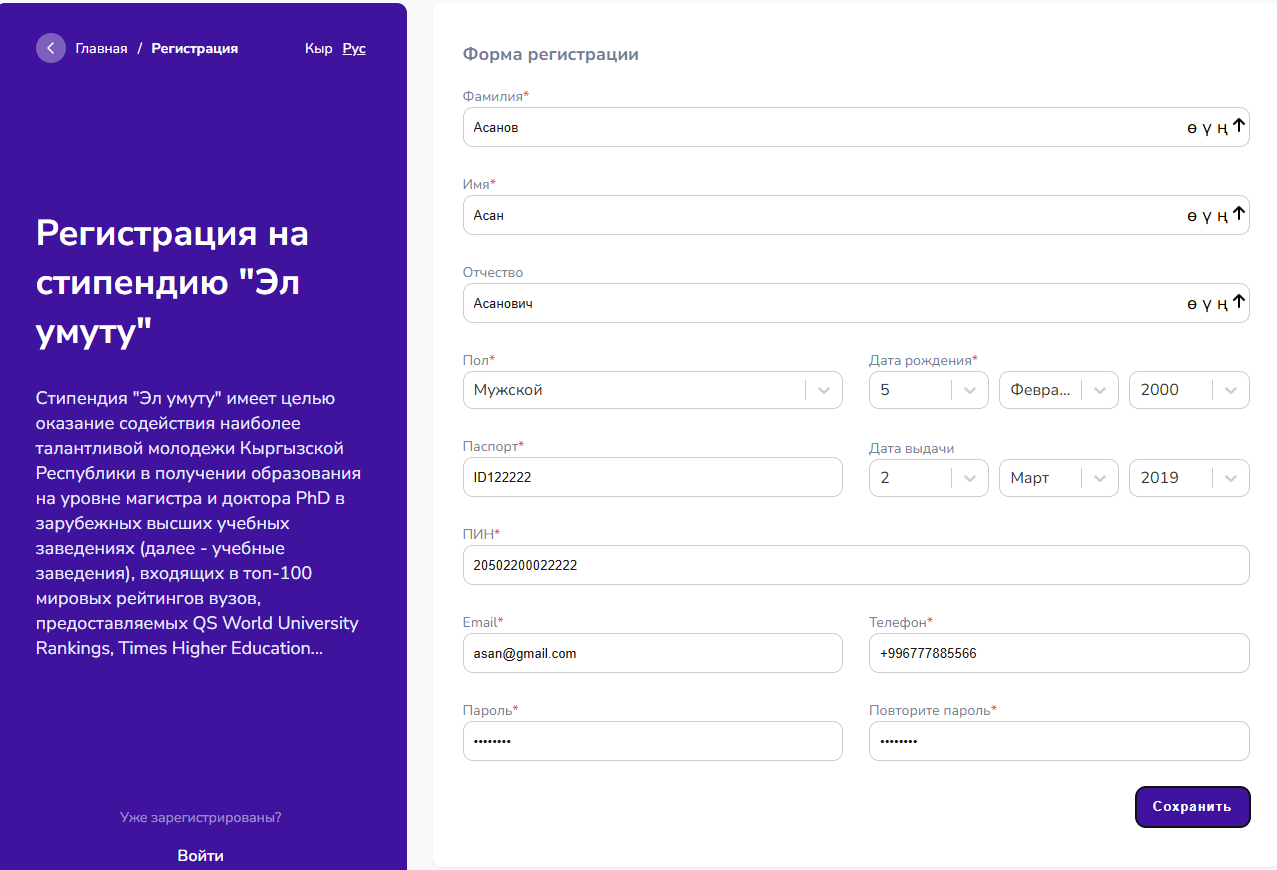 Главная / Регистрация Кыр Рус
Регистрация на
стипендию "Эл
умуту"
Стипендия "Эл умуту" имеет целью
оказание содействия наиболее
талантливой молодежи Кыргызской
Республики в получении образования
на уровне магистра и доктора PhD в
зарубежных высших учебных
заведениях (далее - учебные
заведения), входящих в топ-100
мировых рейтингов вузов,
предоставляемых QS World University
Rankings, Times Higher Education...
Уже зарегистрированы?
Войти
Форма регистрации
Фамилия*
Асанов ө ү ң
Имя*
Асан ө ү ң
Отчество
Асанович ө ү ң
Пол* Дата рождения*
Мужской 5 Февра... 2000
Паспорт* Дата выдачи
ID122222 2 Март 2019
ПИН*
20502200022222
Email* Телефон*
asan@gmail.com +996777885566
Пароль* Повторите пароль*
•••••••• ••••••••
Сохранить